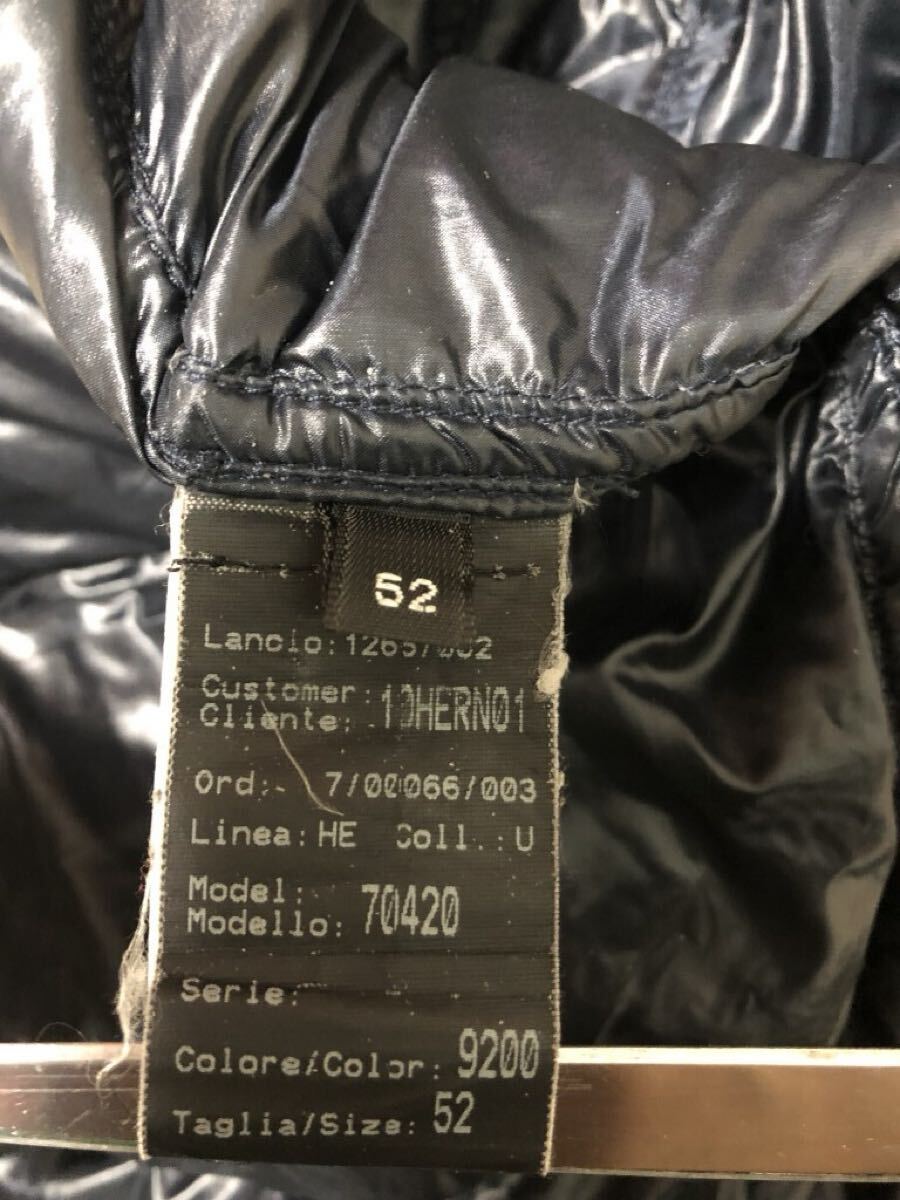 52
Lancio: 12657/002
Customer: 10HERN01
Cliente:
Ord: 7/00066/003
Linea: HE Coll.: U
Model: 70420
Modello:
Serie: -
Colore/Color: 9200
Taglia/Size: 52